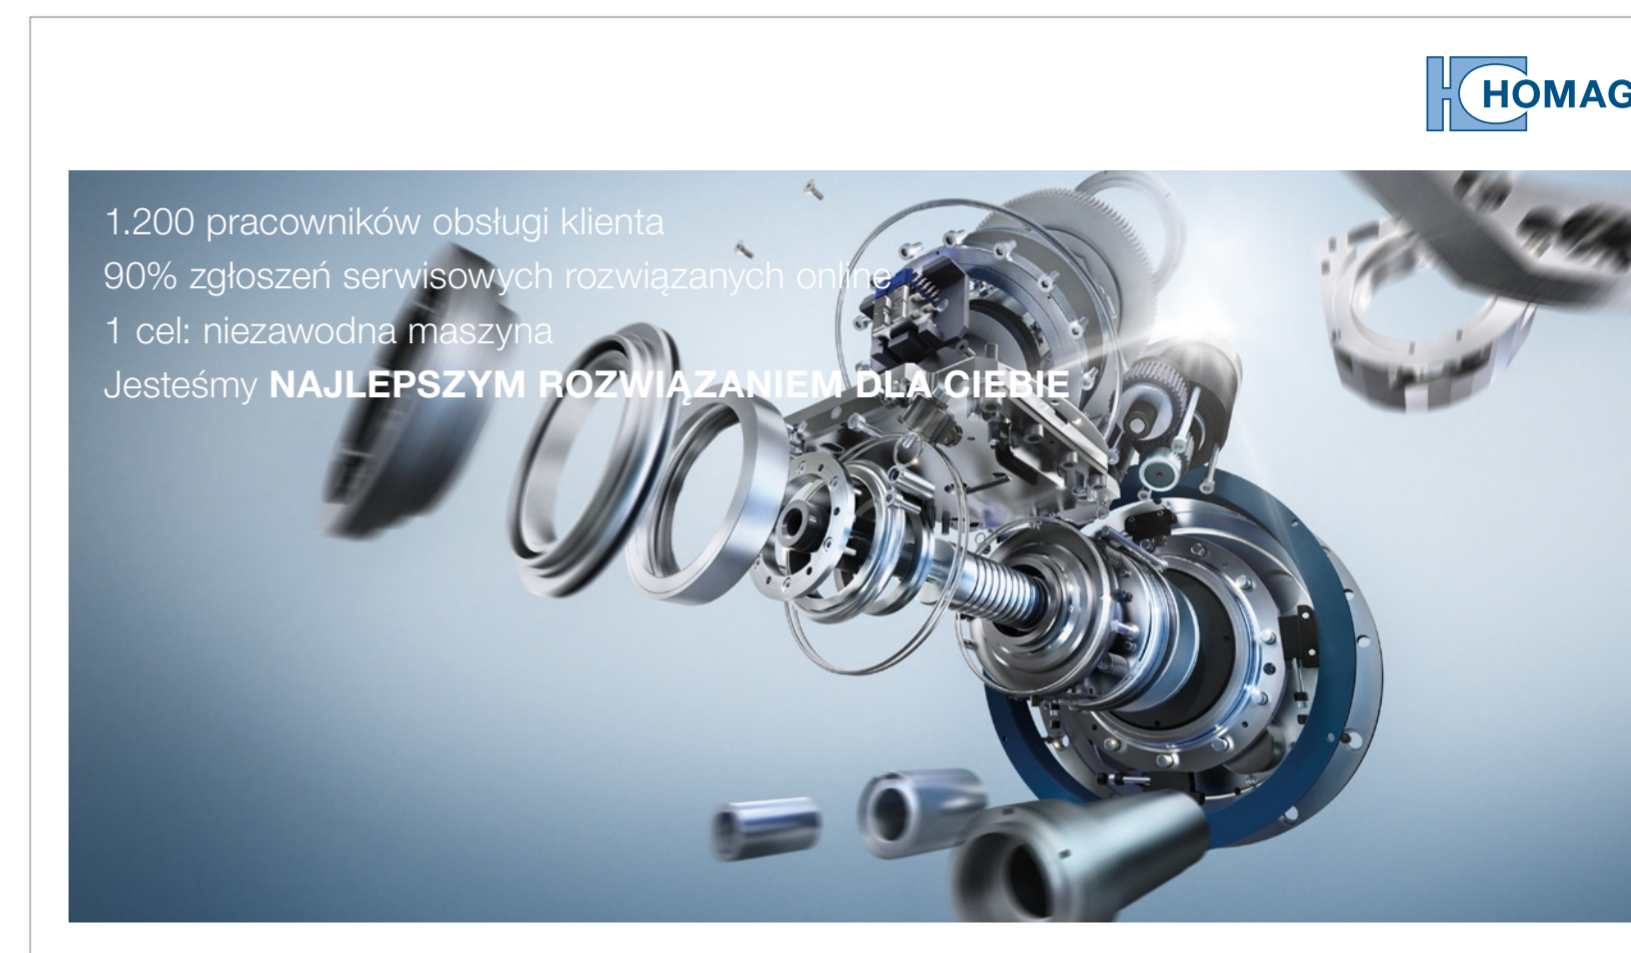 HOMAG
1.200 pracowników obsługi klienta
90% zgłoszeń serwisowych rozwiązanych online
1 cel: niezawodna maszyna
Jesteśmy NAJLEPSZYM ROZWIĄZANIEM DLA CIEBIE